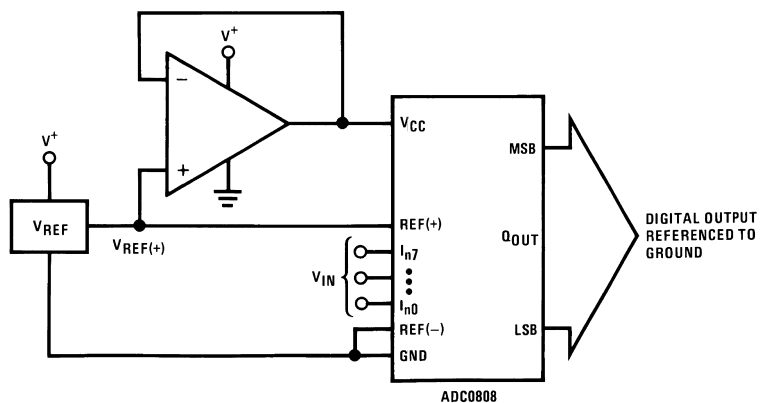 V+
−
+
V+
VREF
VREF(+)
VCC
REF(+)
In7
VIN
In0
REF(−)
GND
MSB
QOUT
LSB
ADC0808
DIGITAL OUTPUT
REFERENCED TO
GROUND